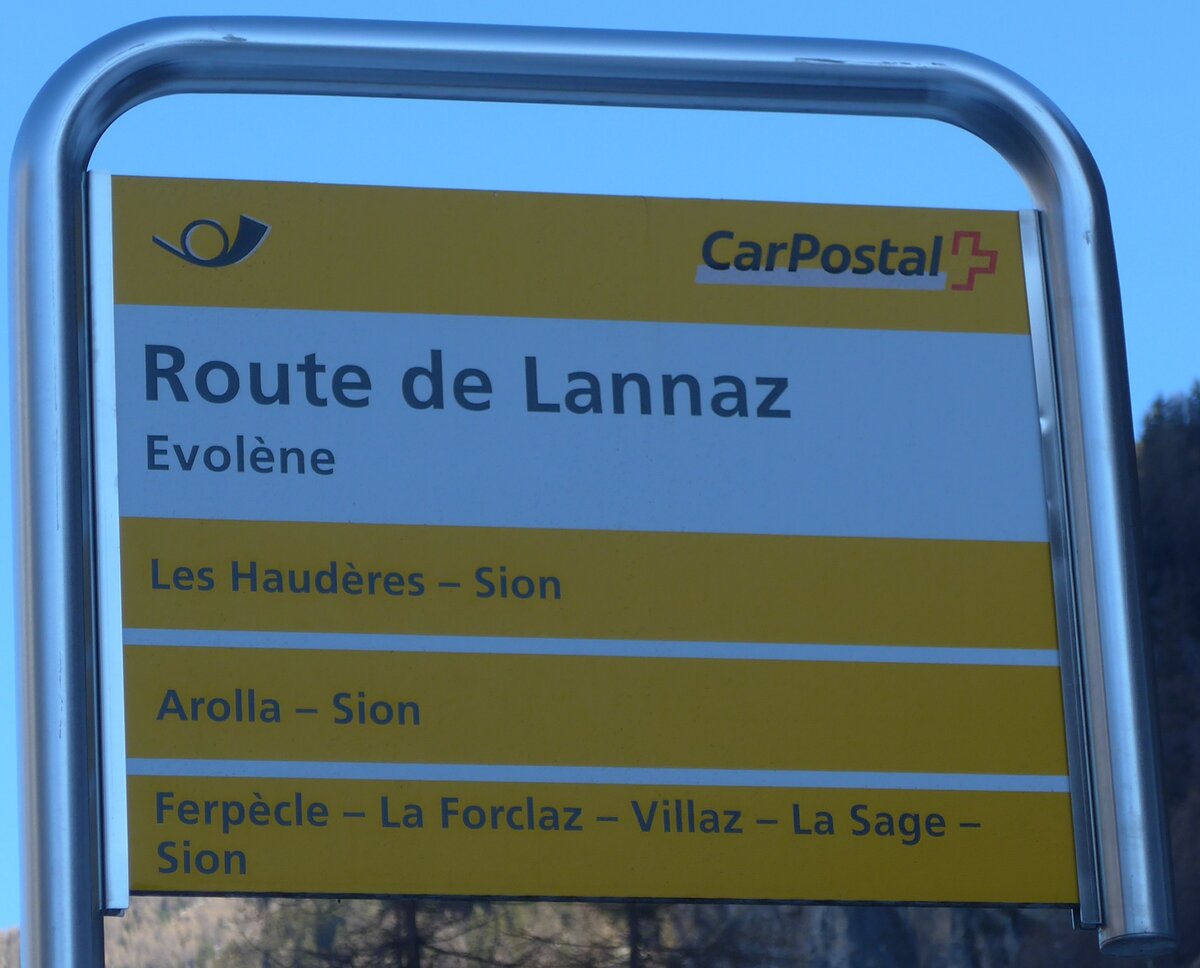 CarPostal
Route de Lannaz
Evolène
Les Haudères – Sion
Arolla – Sion
Ferpècle – La Forclaz – Villaz – La Sage –
Sion